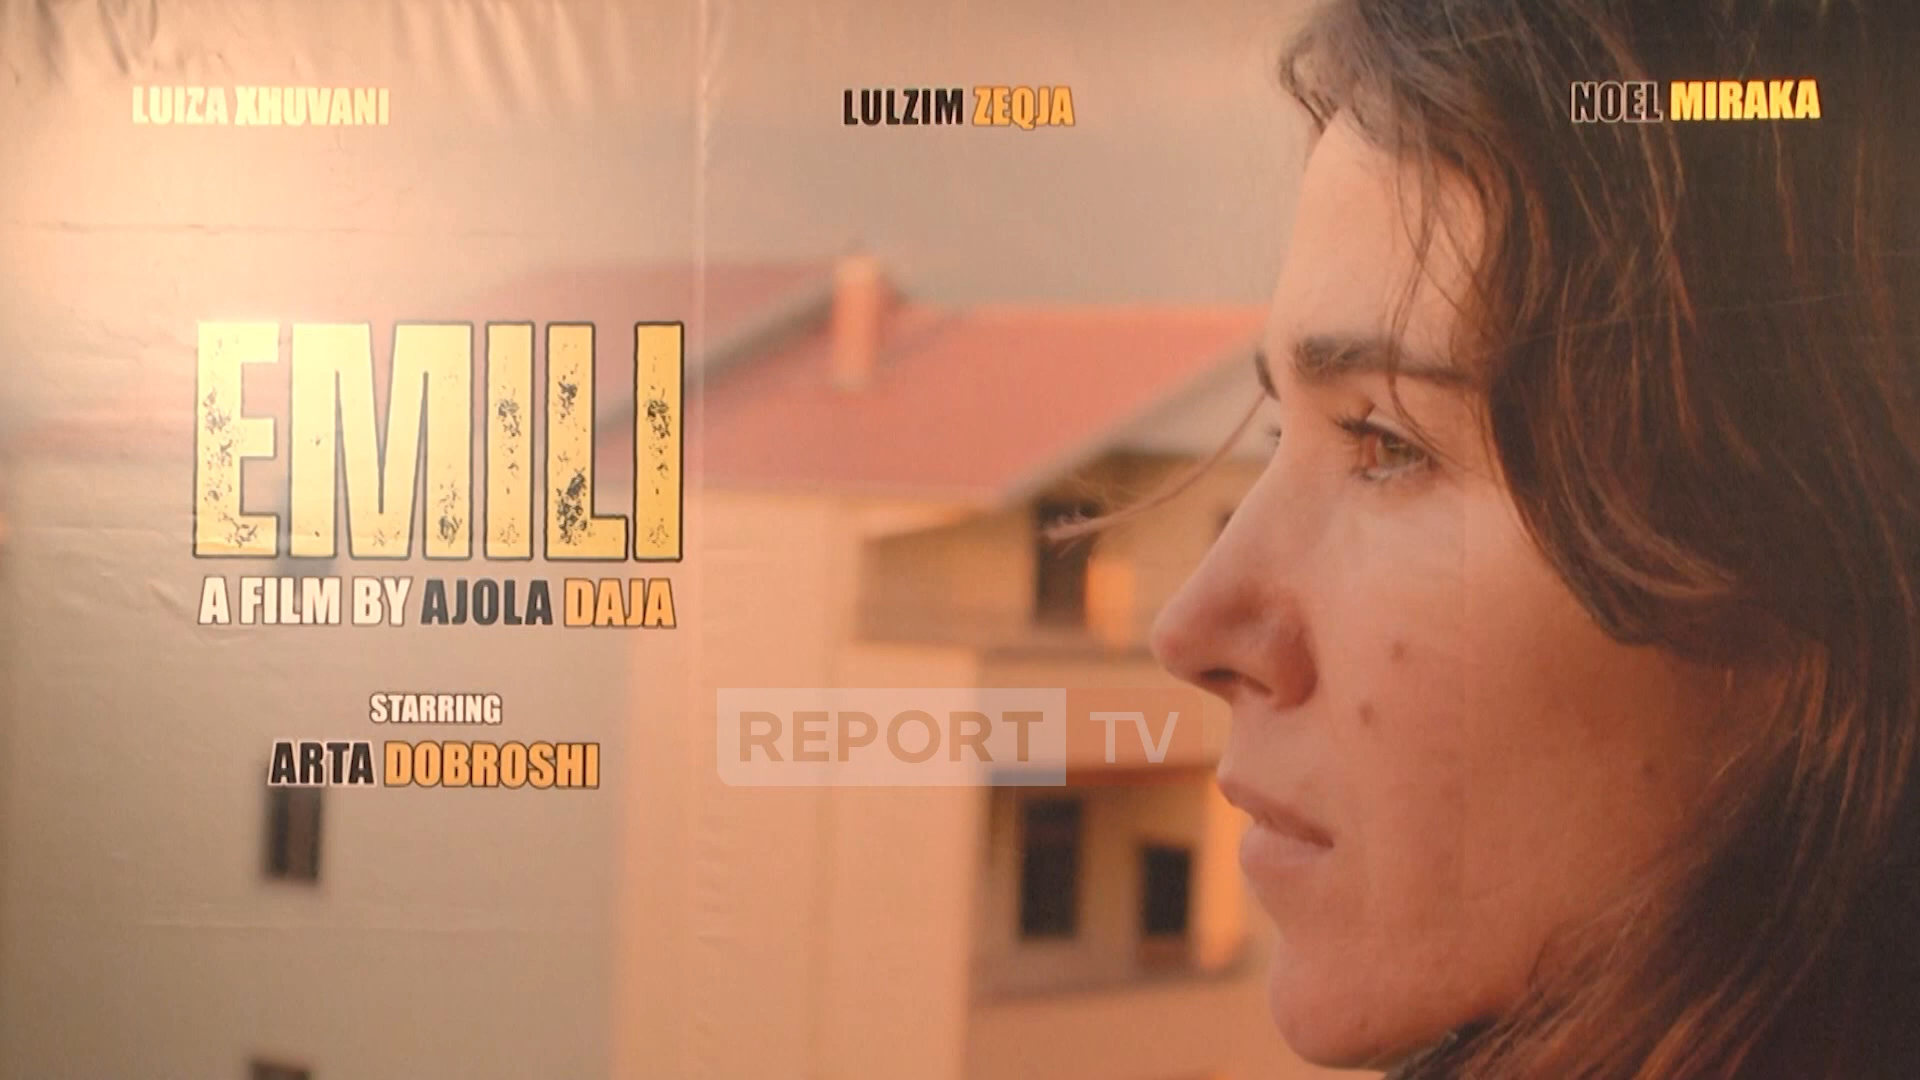 LUIZA XHUVANI
LULZIM ZEQJA
NOEL MIRAKA
EMILI
A FILM BY AJOLA DAJA
STARRING
ARTA DOBROSHI
REPORT TV